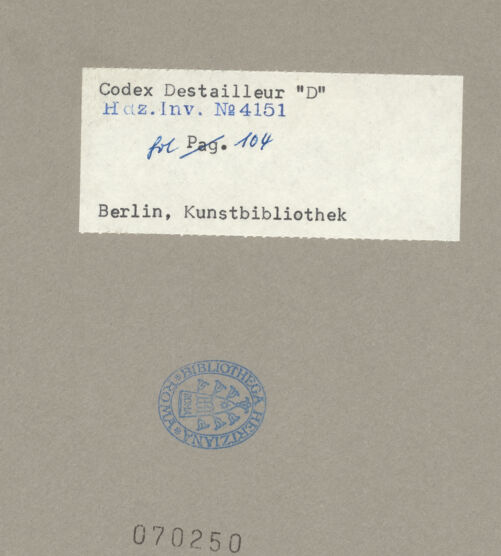 Codex Destailleur "D"
Hdz.Inv. №4151
fol Pag. 104
Berlin, Kunstbibliothek
BIBLIOTHECA HERTZIANA ROMA
070250